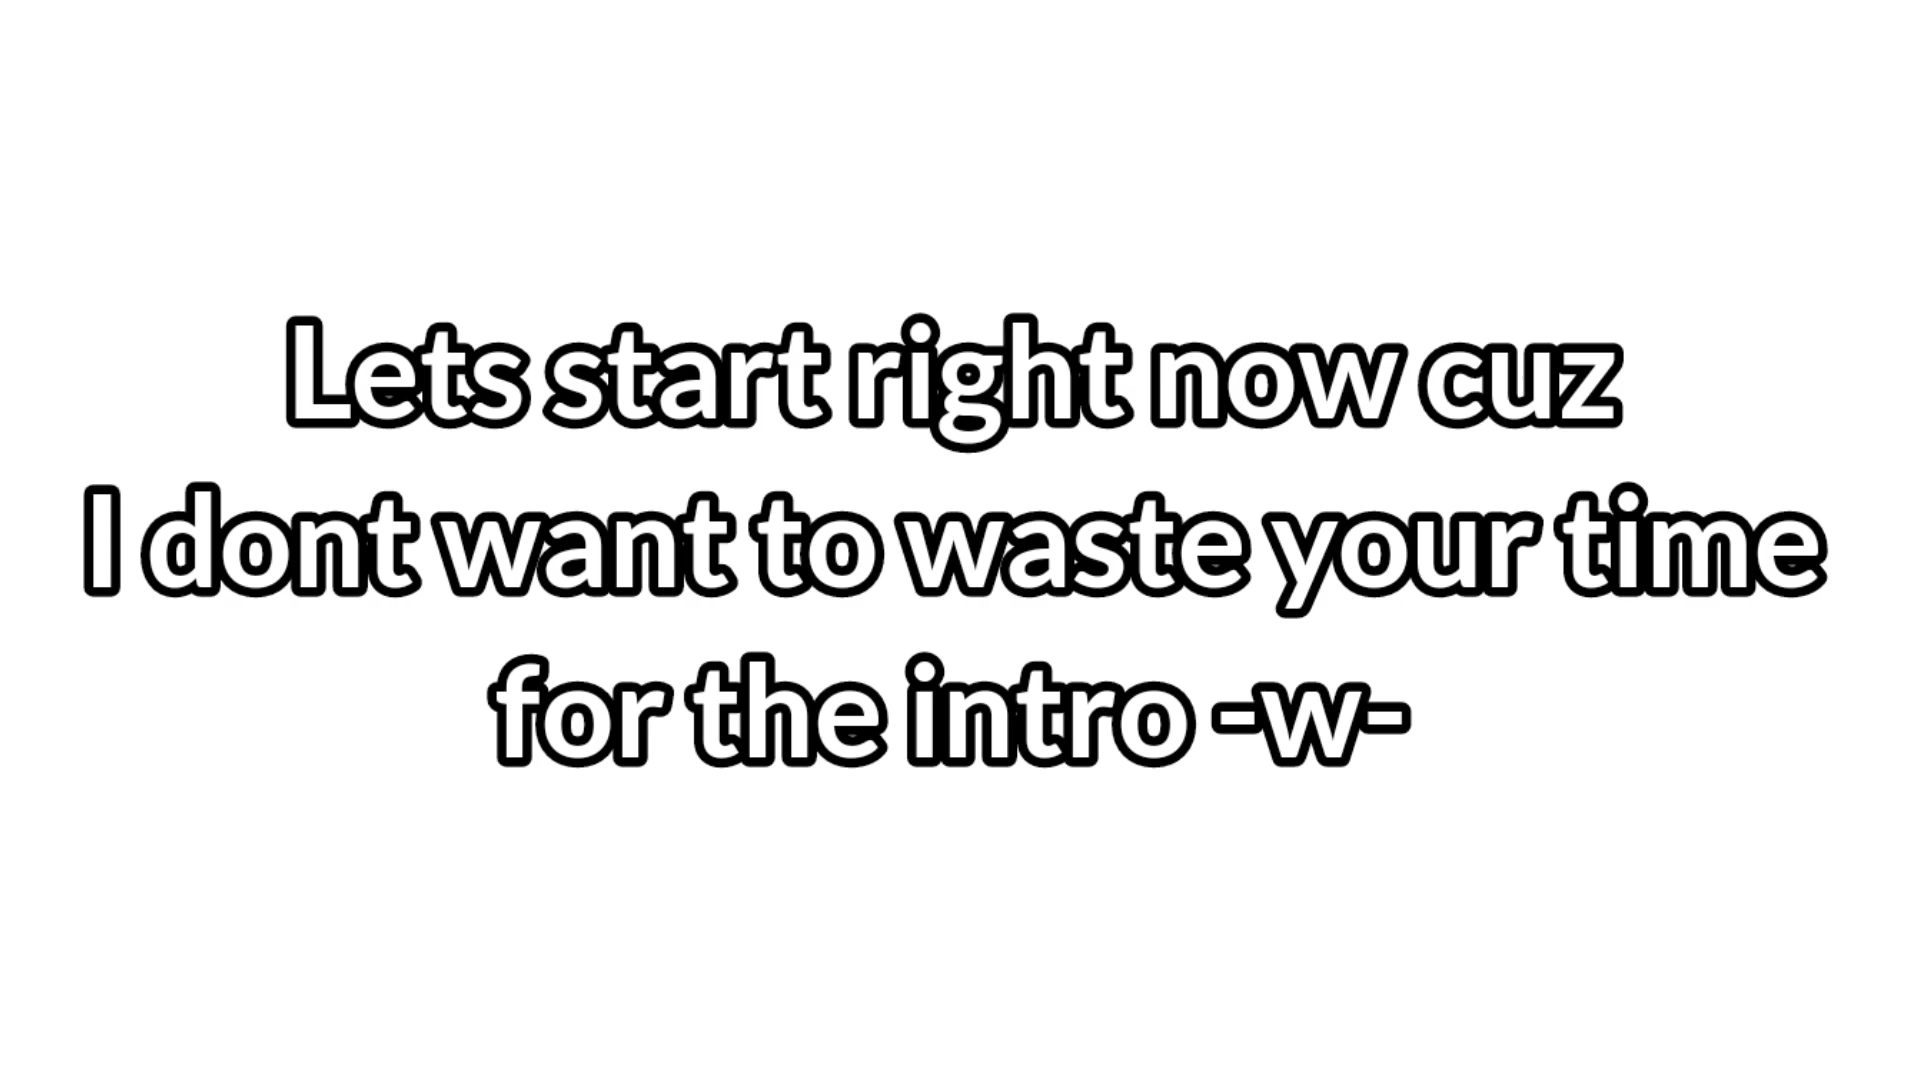 Lets start right now cuz
I dont want to waste your time
for the intro -w-